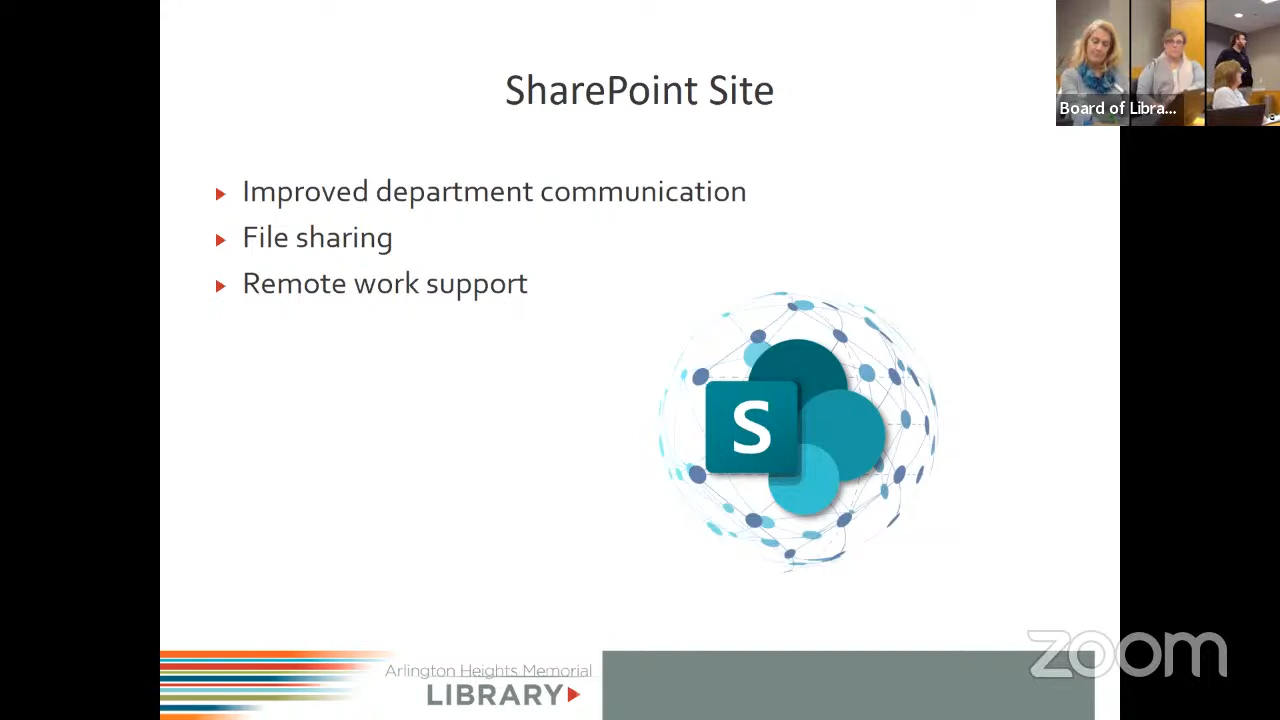 SharePoint Site
Board of Libra...
Improved department communication
File sharing
Remote work support
S
Arlington Heights Memorial
LIBRARY
zoom